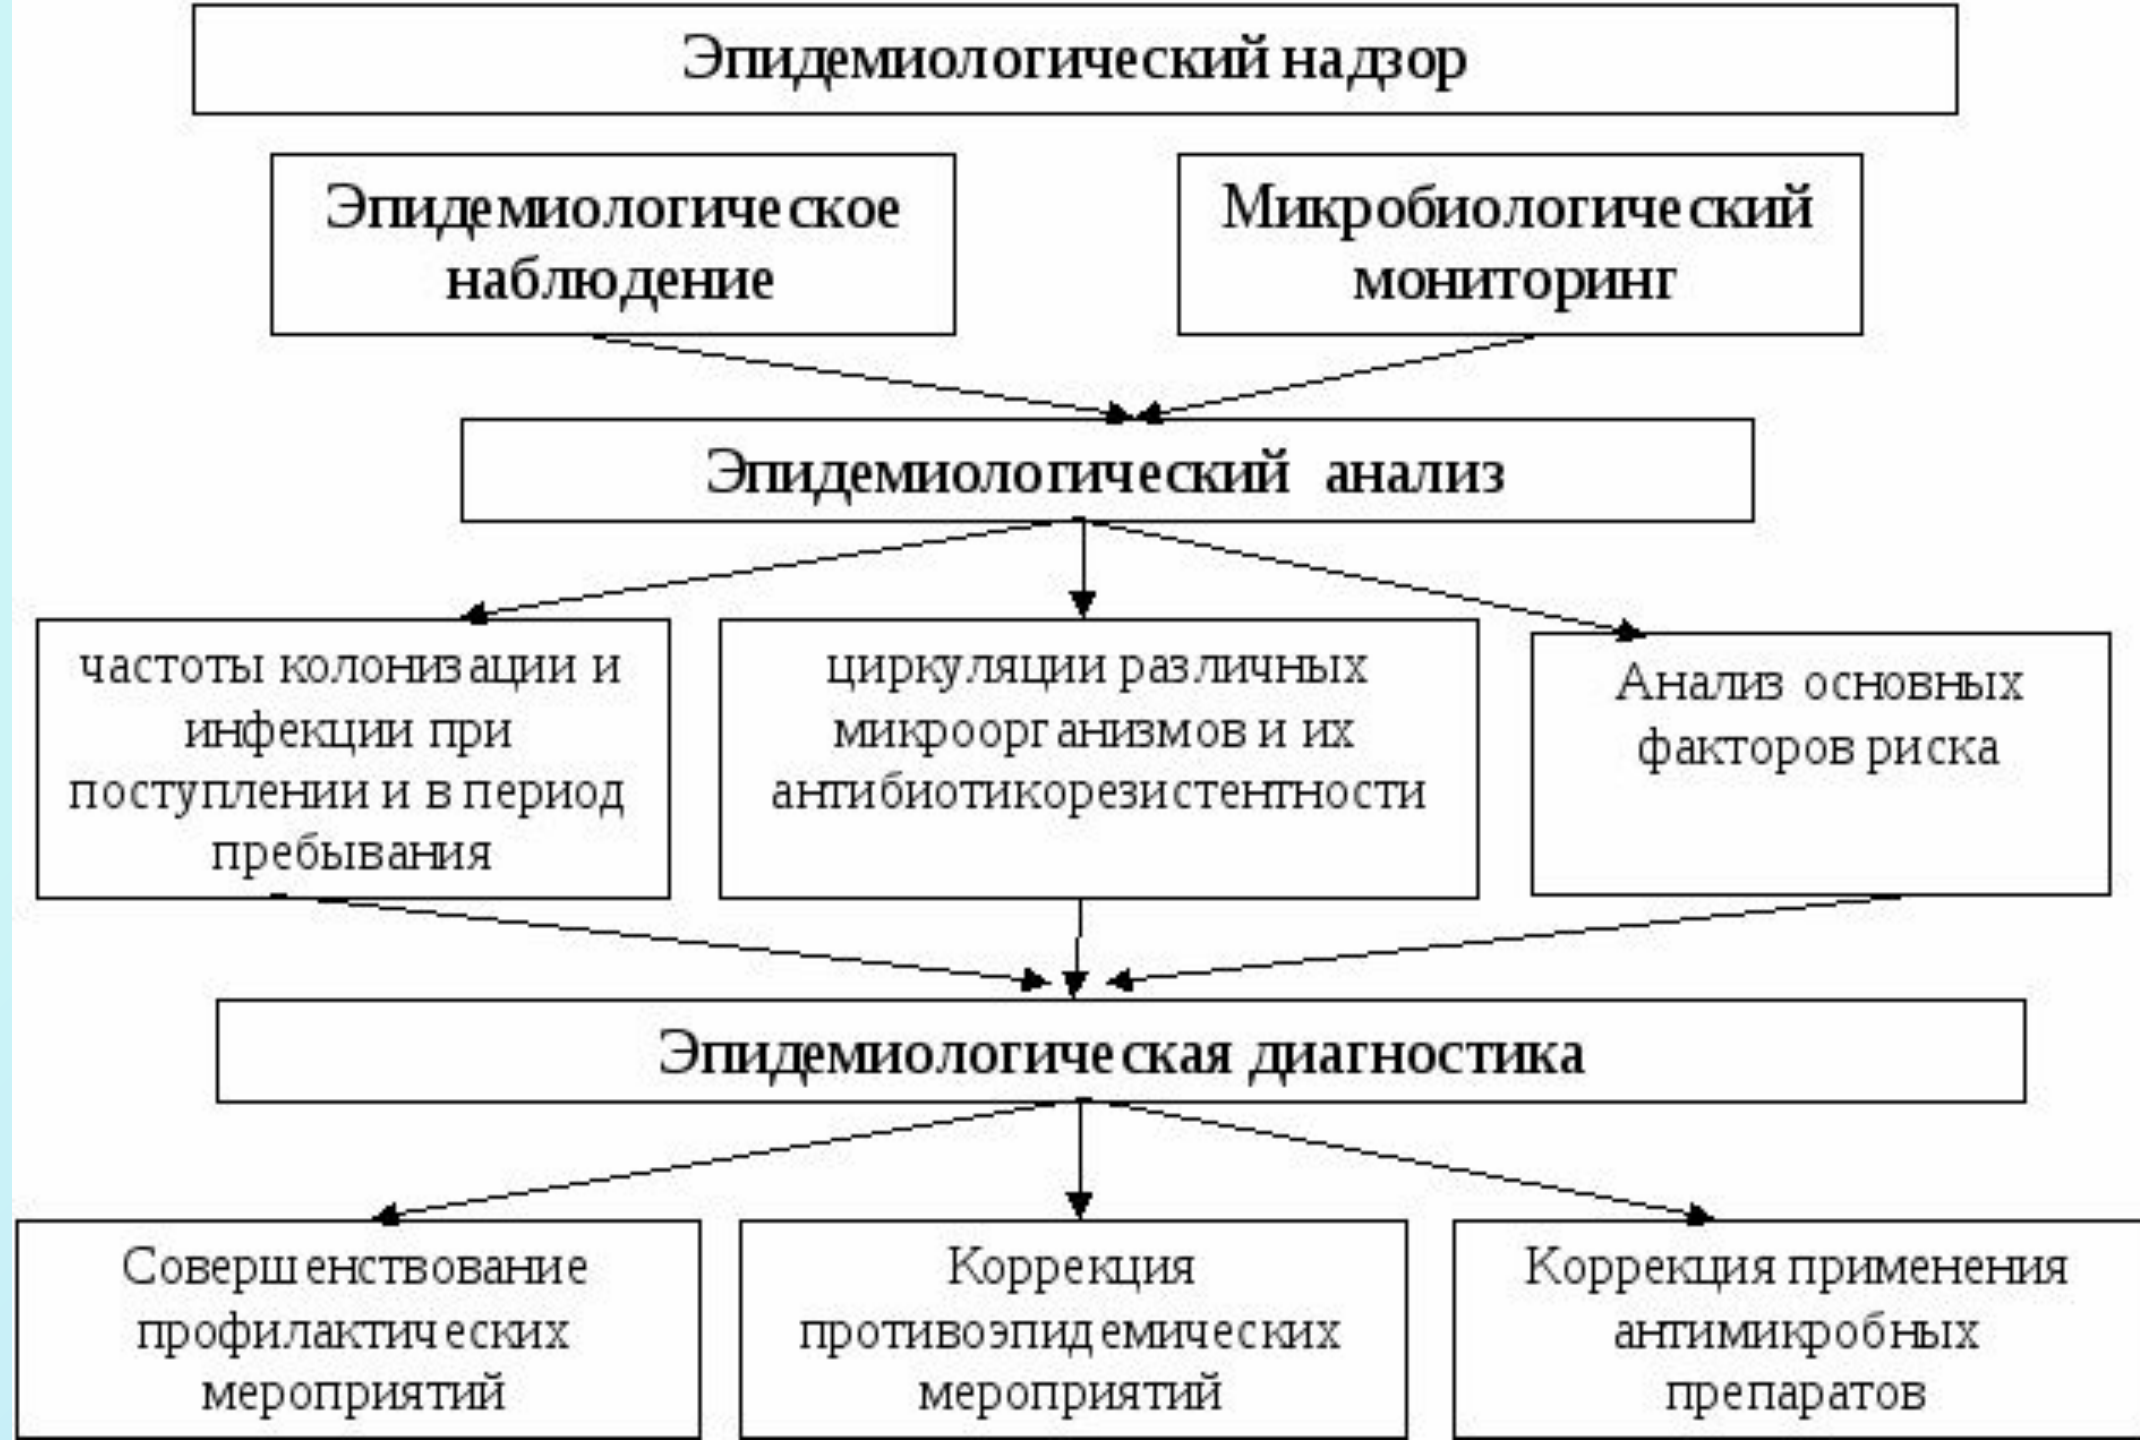 Эпидемиологический надзор
Эпидемиологическое
наблюдение
Микробиологический
мониторинг
Эпидемиологический анализ
частоты колонизации и
инфекции при
поступлении и в период
пребывания
циркуляции различных
микроорганизмов и их
антибиотикорезистентности
Анализ основных
факторов риска
Эпидемиологическая диагностика
Совершенствование
профилактических
мероприятий
Коррекция
противоэпидемических
мероприятий
Коррекция применения
антимикробных
препаратов